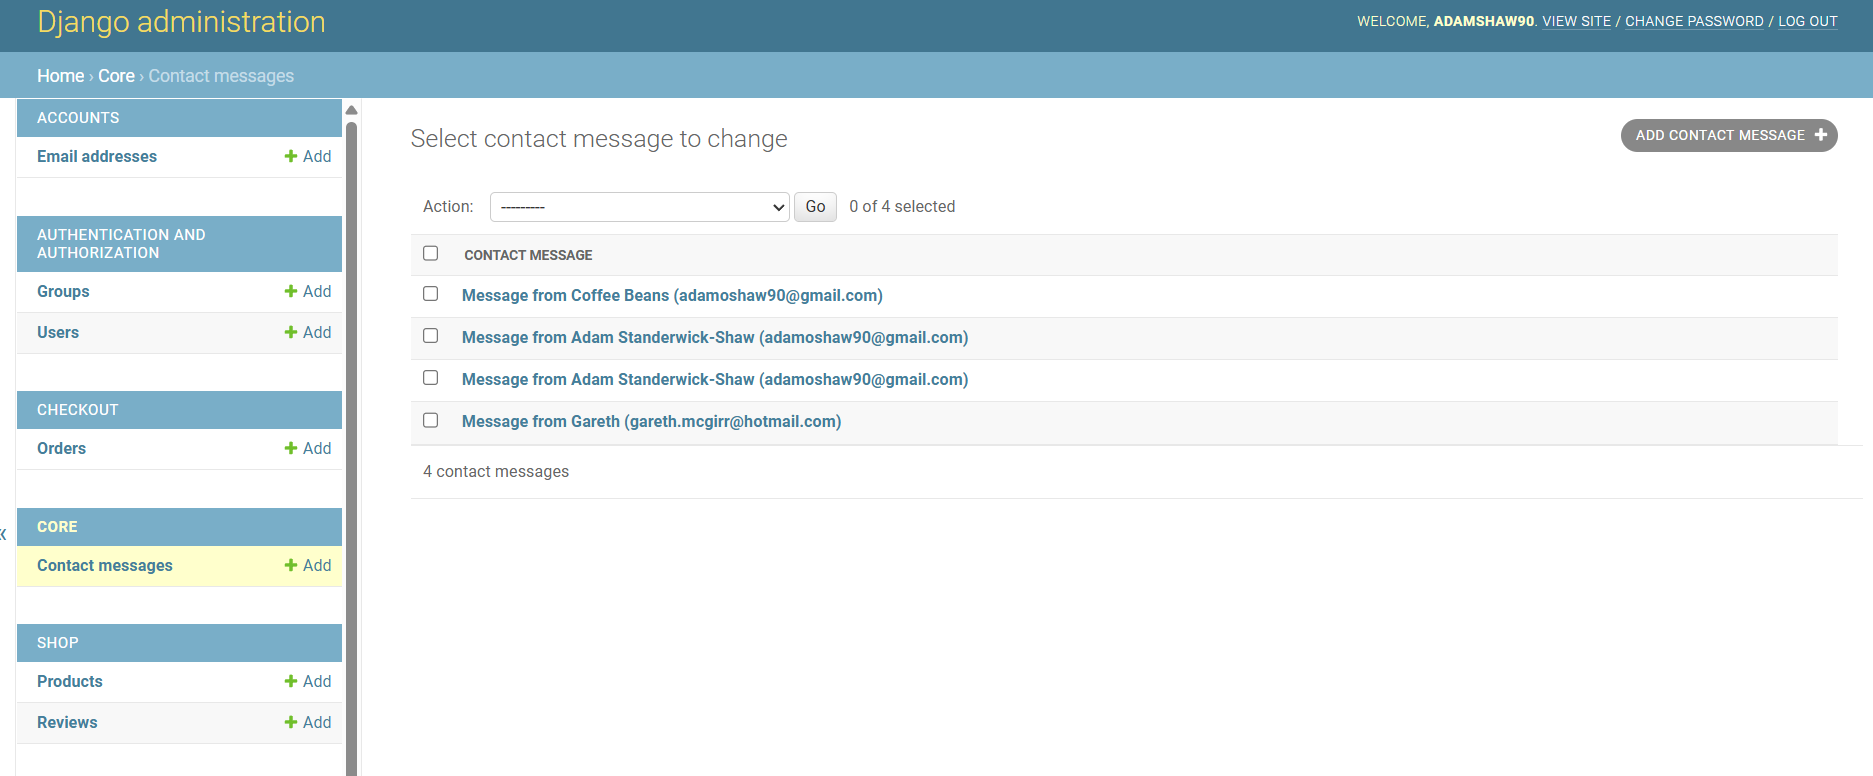 Django administration
WELCOME, ADAMSHAW90. VIEW SITE / CHANGE PASSWORD / LOG OUT
Home › Core › Contact messages
ACCOUNTS
Email addresses + Add
AUTHENTICATION AND
AUTHORIZATION
Groups + Add
Users + Add
CHECKOUT
Orders + Add
«
CORE
Contact messages + Add
SHOP
Products + Add
Reviews + Add
Select contact message to change
ADD CONTACT MESSAGE +
Action: --------- Go 0 of 4 selected
CONTACT MESSAGE
Message from Coffee Beans (adamoshaw90@gmail.com)
Message from Adam Standerwick-Shaw (adamoshaw90@gmail.com)
Message from Adam Standerwick-Shaw (adamoshaw90@gmail.com)
Message from Gareth (gareth.mcgirr@hotmail.com)
4 contact messages